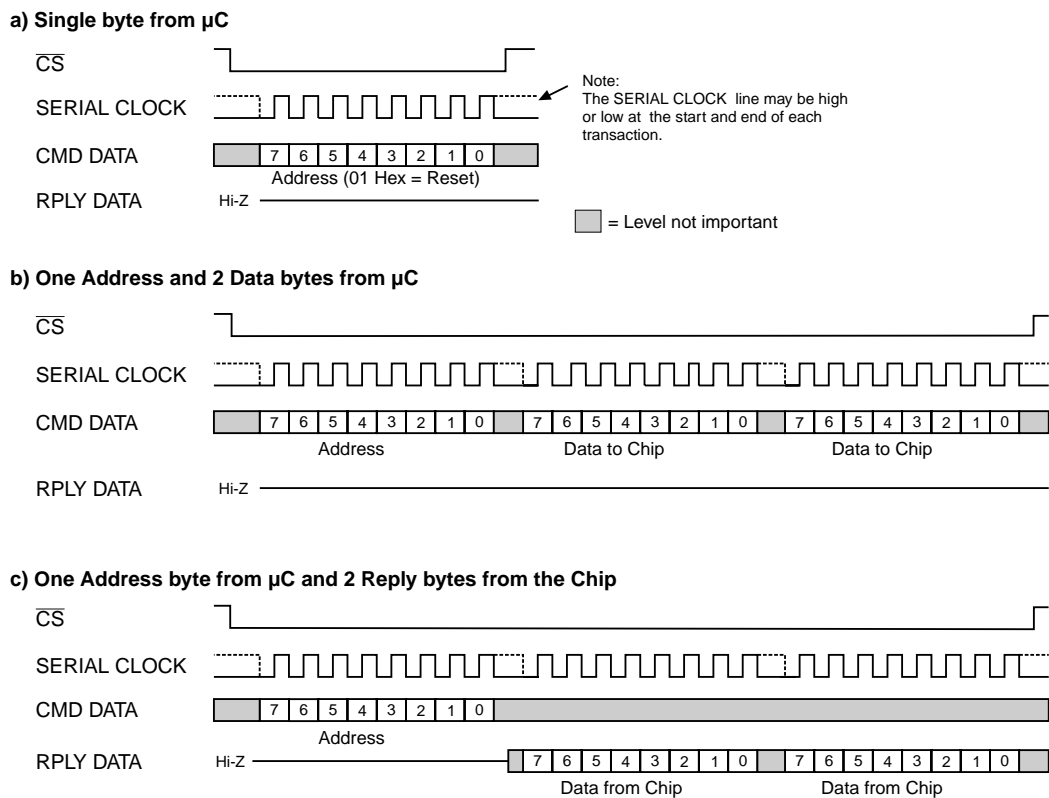 a) Single byte from µC
CS
SERIAL CLOCK
Note:
The SERIAL CLOCK line may be high
or low at the start and end of each
transaction.
CMD DATA 7 6 5 4 3 2 1 0
Address (01 Hex = Reset)
RPLY DATA Hi-Z
= Level not important
b) One Address and 2 Data bytes from µC
CS
SERIAL CLOCK
CMD DATA 7 6 5 4 3 2 1 0 7 6 5 4 3 2 1 0 7 6 5 4 3 2 1 0
Address Data to Chip Data to Chip
RPLY DATA Hi-Z
c) One Address byte from µC and 2 Reply bytes from the Chip
CS
SERIAL CLOCK
CMD DATA 7 6 5 4 3 2 1 0
Address
RPLY DATA Hi-Z 7 6 5 4 3 2 1 0 7 6 5 4 3 2 1 0
Data from Chip Data from Chip